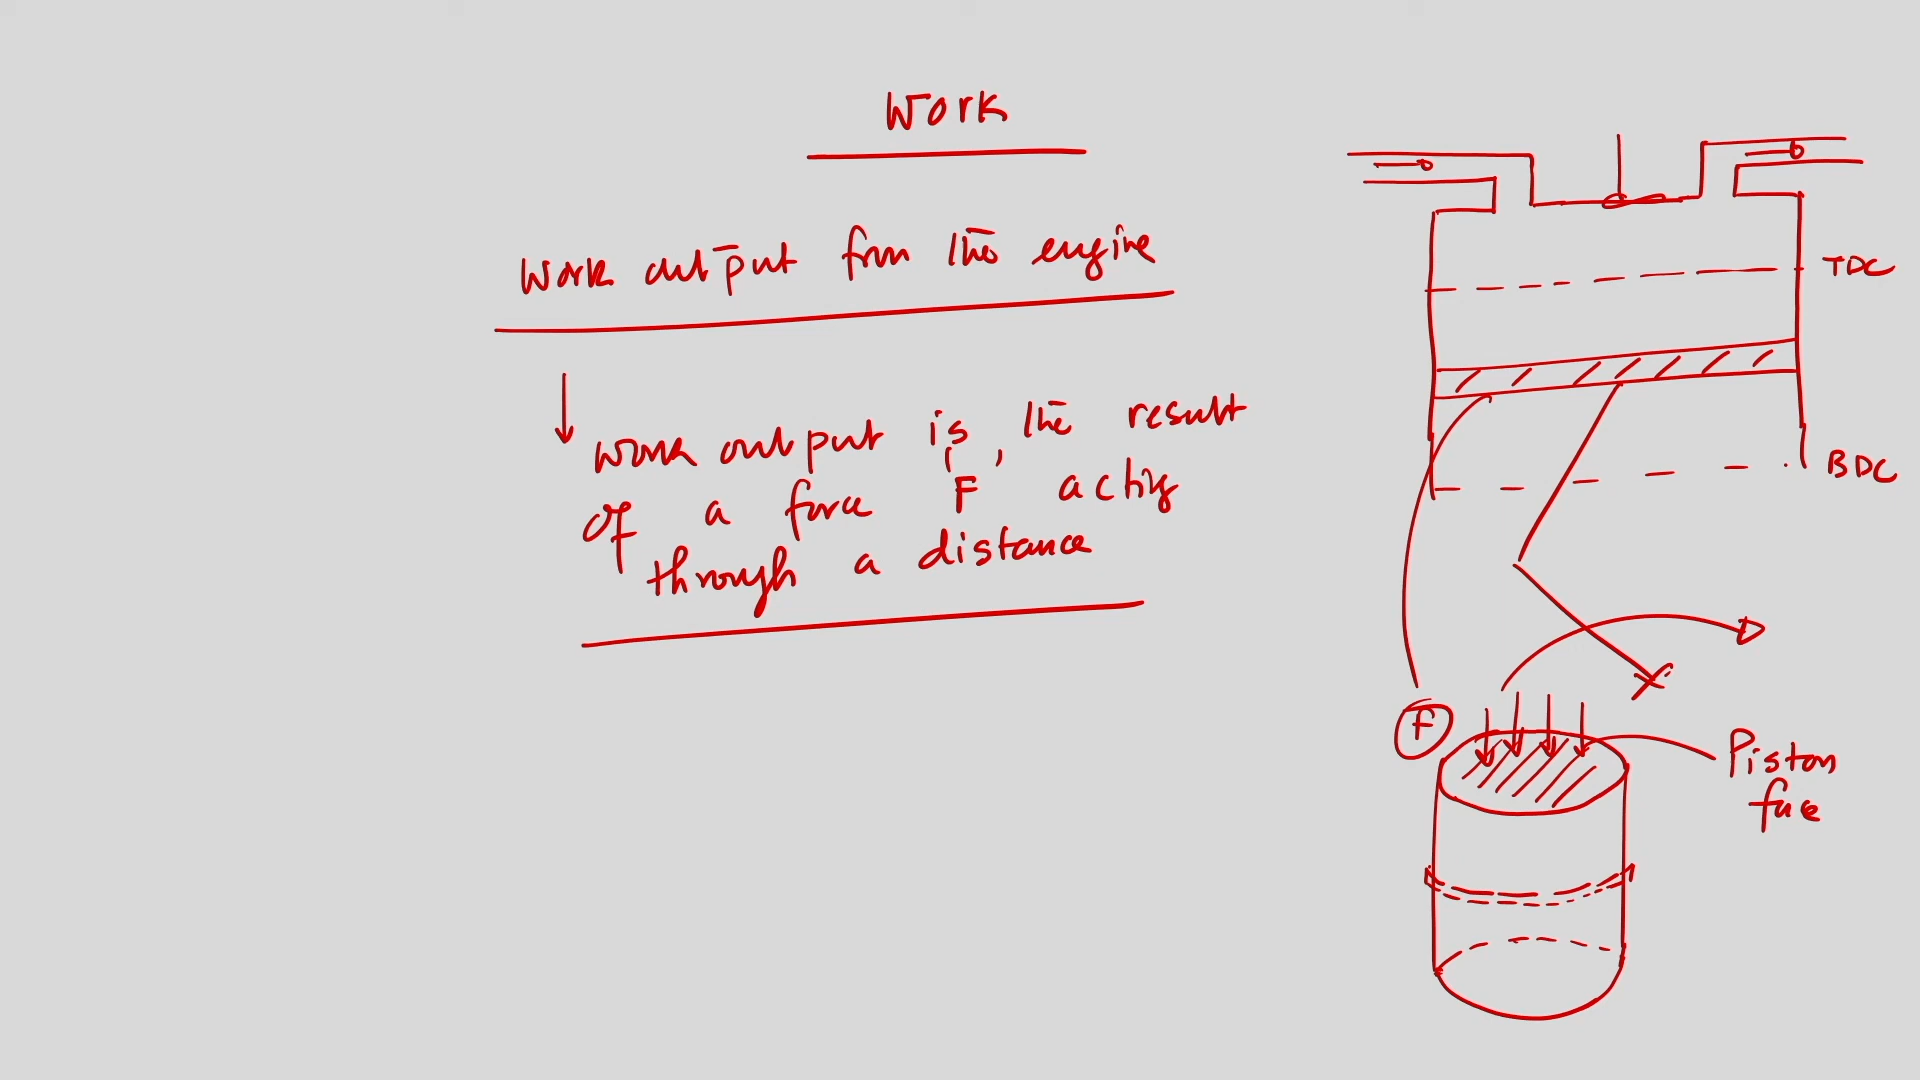 Work
Work output from the engine
Work output is, the result
of a force F acting
through a distance
TDC
BDC
F
Piston
face